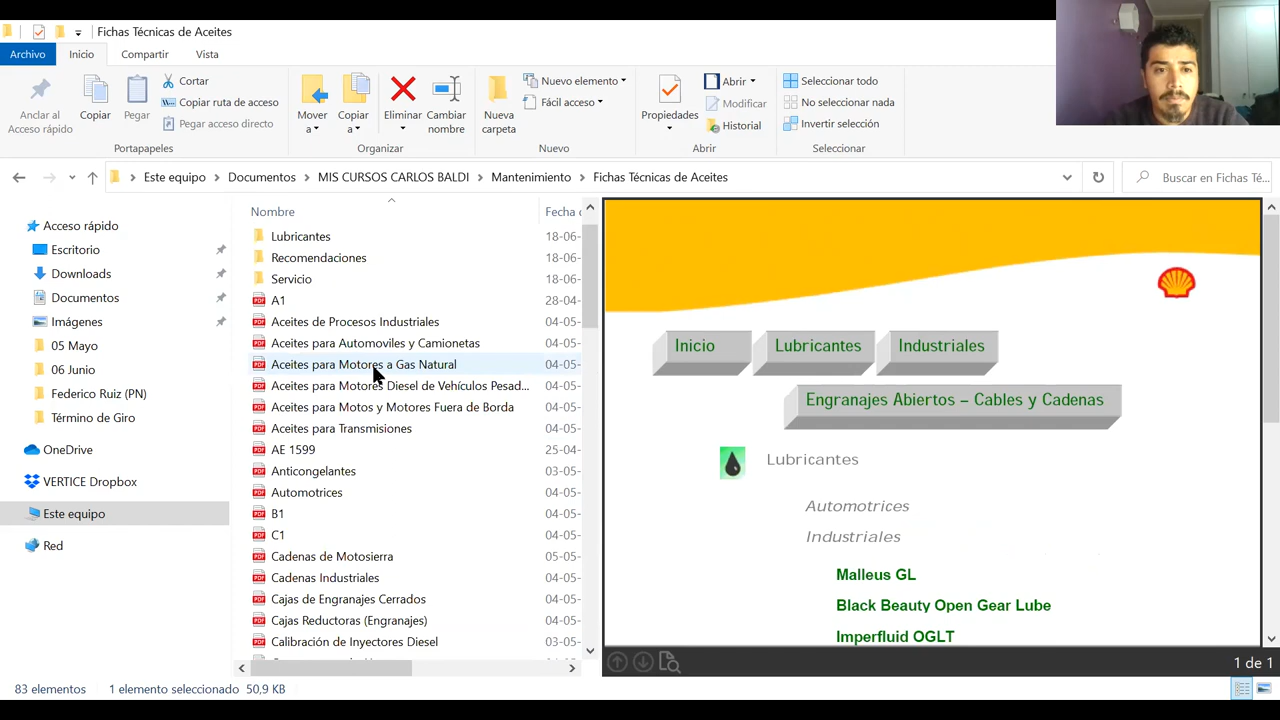 Fichas Técnicas de Aceites
Archivo Inicio Compartir Vista
Anclar al Acceso rápido
Copiar
Pegar
Cortar
Copiar ruta de acceso
Pegar acceso directo
Portapapeles
Mover a
Copiar a
Eliminar
Cambiar nombre
Organizar
Nueva carpeta
Nuevo elemento
Fácil acceso
Nuevo
Propiedades
Abrir
Modificar
Historial
Abrir
Seleccionar todo
No seleccionar nada
Invertir selección
Seleccionar
Este equipo Documentos MIS CURSOS CARLOS BALDI Mantenimiento Fichas Técnicas de Aceites
Buscar en Fichas Té...
Acceso rápido
Escritorio
Downloads
Documentos
Imágenes
05 Mayo
06 Junio
Federico Ruiz (PN)
Término de Giro
OneDrive
VERTICE Dropbox
Este equipo
Red
Nombre Fecha
Lubricantes 18-06-
Recomendaciones 18-06-
Servicio 18-06-
A1 28-04-
Aceites de Procesos Industriales 04-05-
Aceites para Automoviles y Camionetas 04-05-
Aceites para Motores a Gas Natural 04-05-
Aceites para Motores Diesel de Vehículos Pesad... 04-05-
Aceites para Motos y Motores Fuera de Borda 04-05-
Aceites para Transmisiones 04-05-
AE 1599 25-04-
Anticongelantes 03-05-
Automotrices 04-05-
B1 04-05-
C1 04-05-
Cadenas de Motosierra 05-05-
Cadenas Industriales 04-05-
Cajas de Engranajes Cerrados 04-05-
Cajas Reductoras (Engranajes) 04-05-
Calibración de Inyectores Diesel 03-05-
Inicio Lubricantes Industriales
Engranajes Abiertos – Cables y Cadenas
Lubricantes
Automotrices
Industriales
Malleus GL
Black Beauty Open Gear Lube
Imperfluid OGLT
1 de 1
83 elementos 1 elemento seleccionado 50,9 KB